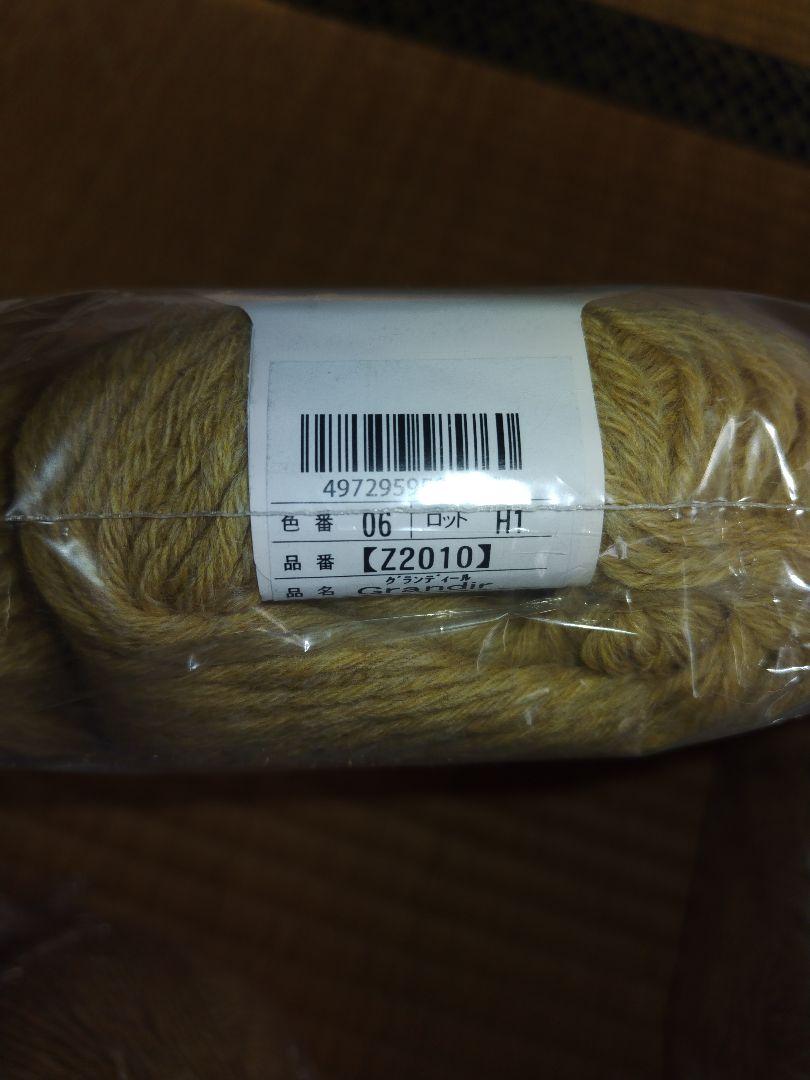 4972959
色番 06 ロット H1
品番 【Z2010】
グランディール
品名 Grandir